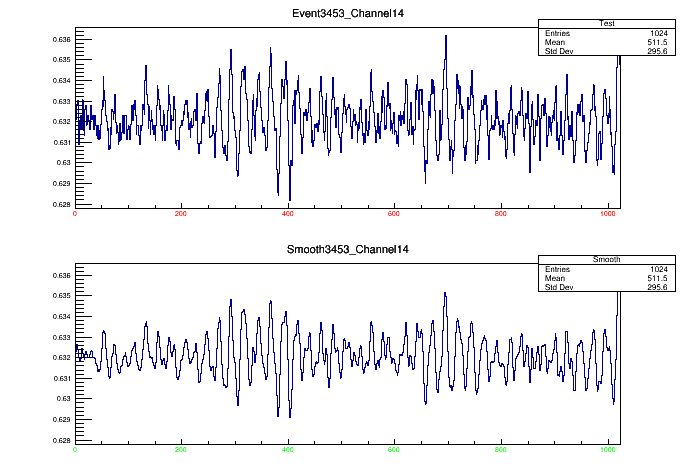 Event3453_Channel14
Test
Entries 1024
Mean 511.5
Std Dev 295.6
0.636
0.635
0.634
0.633
0.632
0.631
0.63
0.629
0.628
0 200 400 600 800 1000
Smooth3453_Channel14
Smooth
Entries 1024
Mean 511.5
Std Dev 295.6
0.636
0.635
0.634
0.633
0.632
0.631
0.63
0.629
0.628
0 200 400 600 800 1000